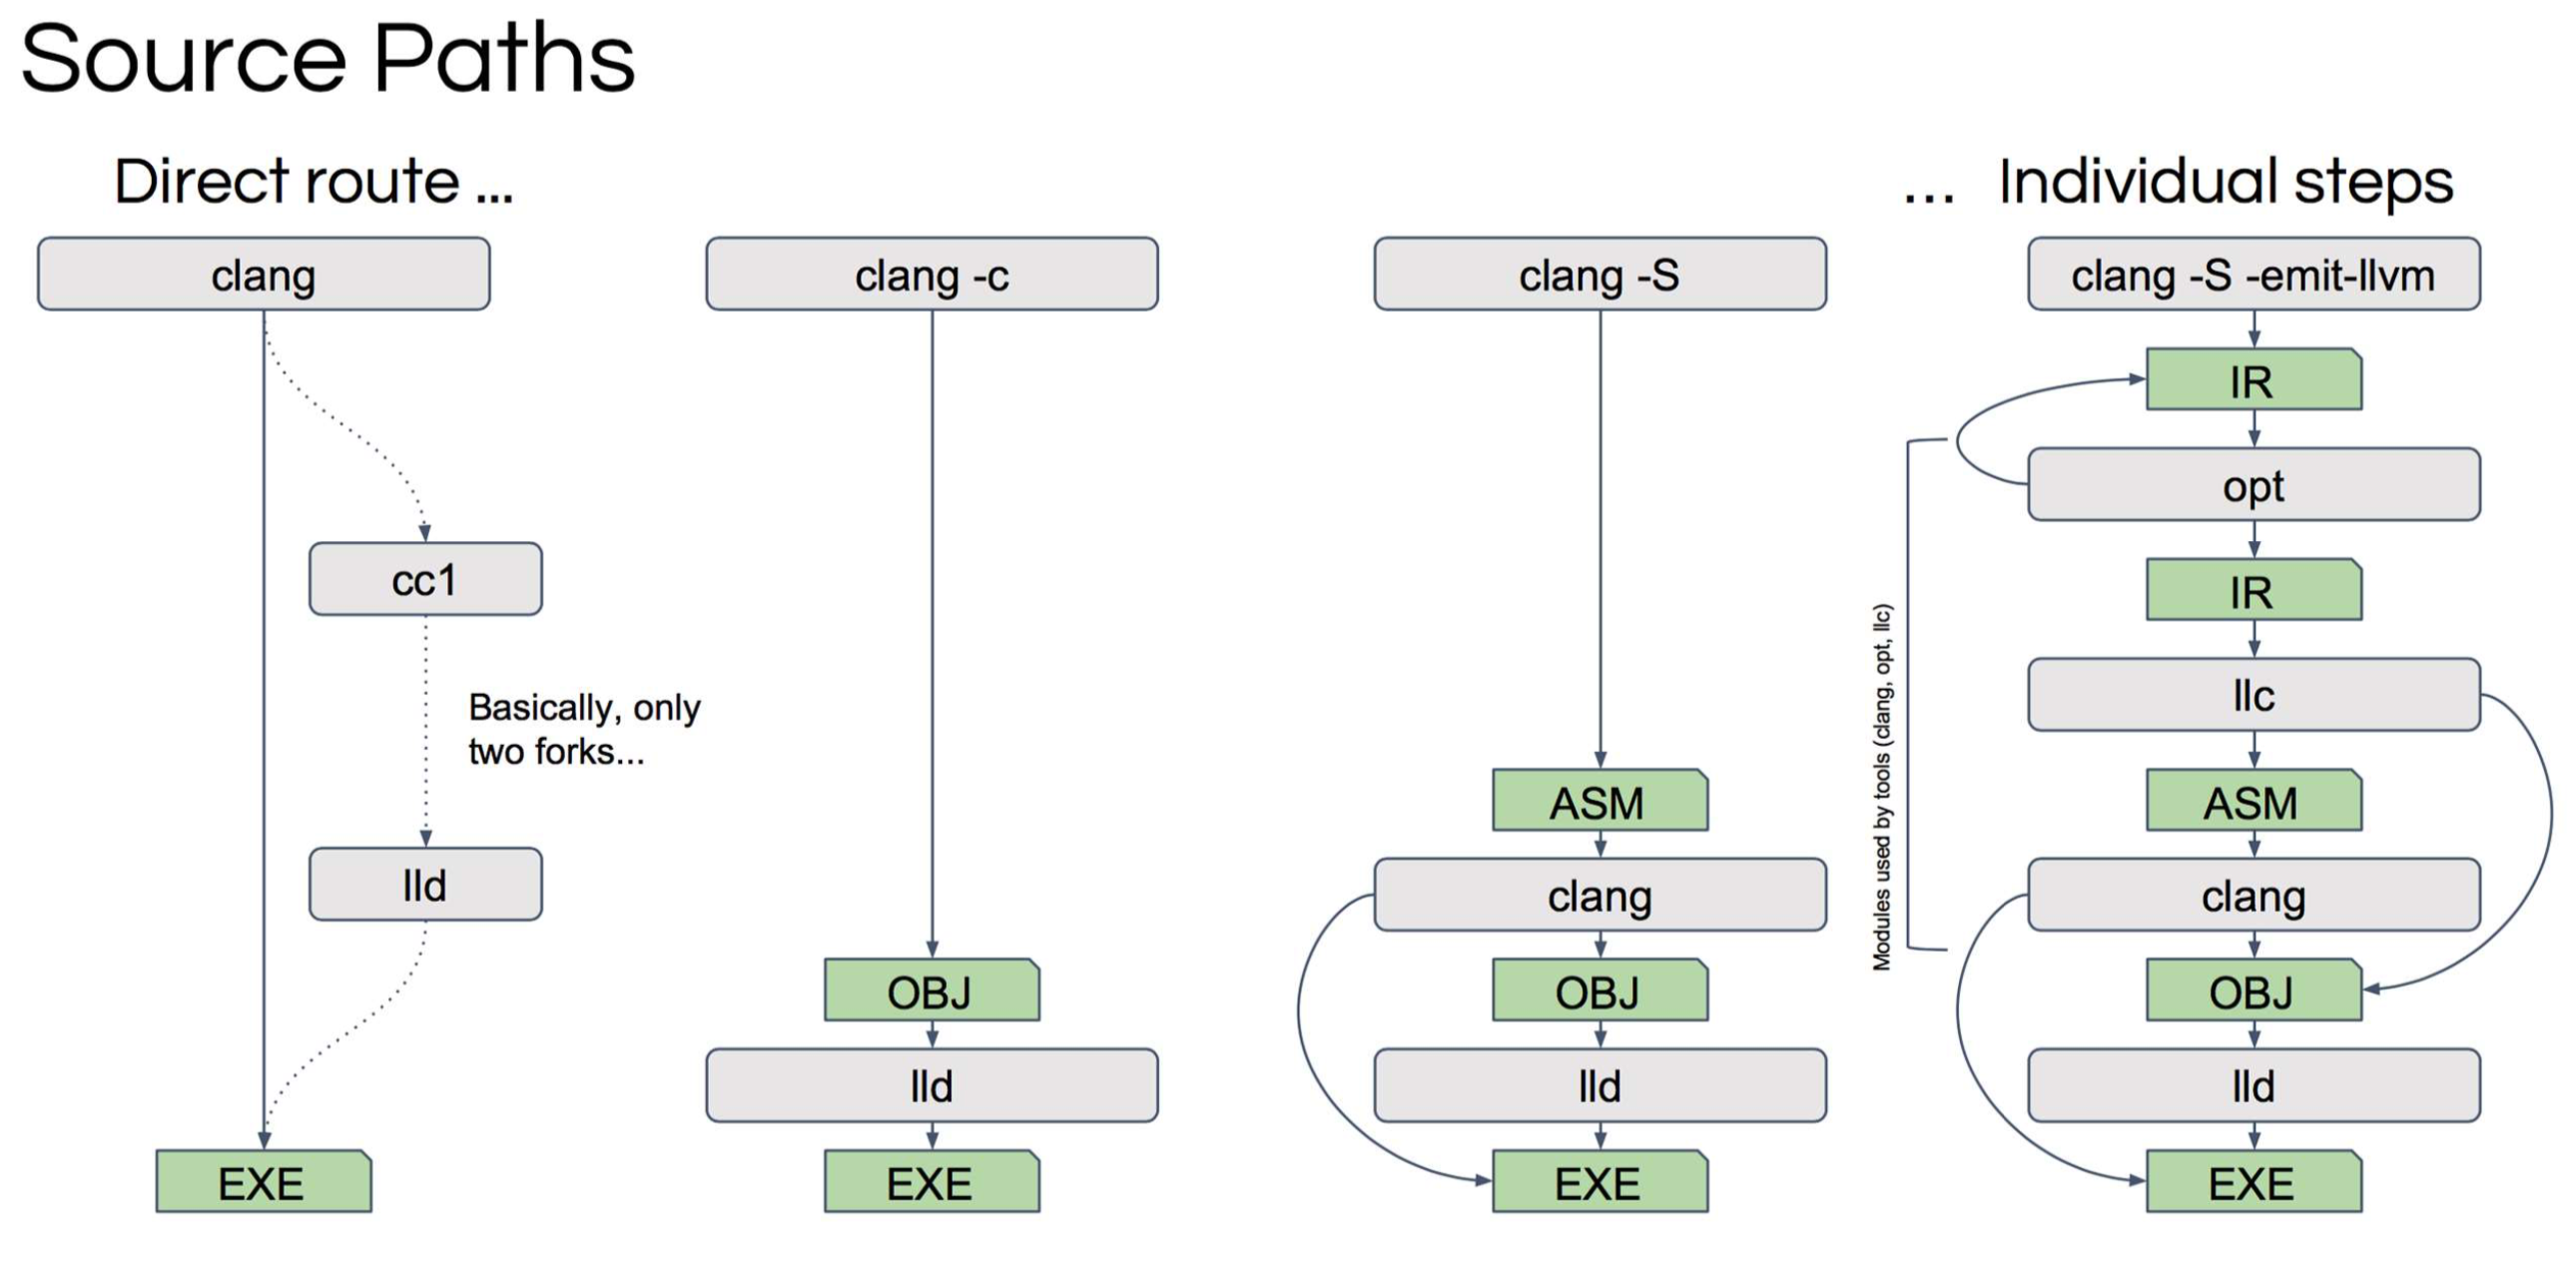 Source Paths
Direct route ...
... Individual steps
clang
cc1
Basically, only
two forks...
lld
EXE
clang -c
OBJ
lld
EXE
clang -S
ASM
clang
OBJ
lld
EXE
Modules used by tools (clang, opt, llc)
clang -S -emit-llvm
IR
opt
IR
llc
ASM
clang
OBJ
lld
EXE